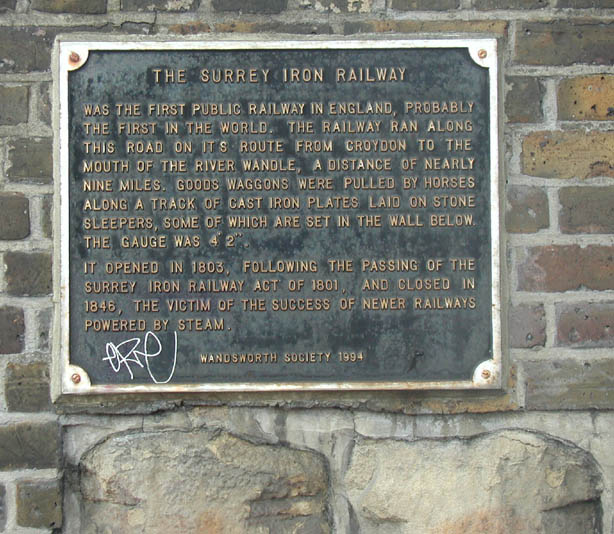 THE SURREY IRON RAILWAY
WAS THE FIRST PUBLIC RAILWAY IN ENGLAND, PROBABLY
THE FIRST IN THE WORLD. THE RAILWAY RAN ALONG
THIS ROAD ON IT'S ROUTE FROM CROYDON TO THE
MOUTH OF THE RIVER WANDLE, A DISTANCE OF NEARLY
NINE MILES. GOODS WAGGONS WERE PULLED BY HORSES
ALONG A TRACK OF CAST IRON PLATES LAID ON STONE
SLEEPERS, SOME OF WHICH ARE SET IN THE WALL BELOW.
THE GAUGE WAS 4' 2".
IT OPENED IN 1803, FOLLOWING THE PASSING OF THE
SURREY IRON RAILWAY ACT OF 1801, AND CLOSED IN
1846, THE VICTIM OF THE SUCCESS OF NEWER RAILWAYS
POWERED BY STEAM.
WANDSWORTH SOCIETY 1994